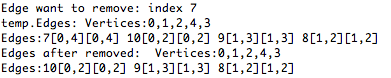 Edge want to remove: index 7
temp.Edges: Vertices:0,1,2,4,3
Edges:7[0,4][0,4] 10[0,2][0,2] 9[1,3][1,3] 8[1,2][1,2]
Edges after removed:  Vertices:0,1,2,4,3
Edges:10[0,2][0,2] 9[1,3][1,3] 8[1,2][1,2]